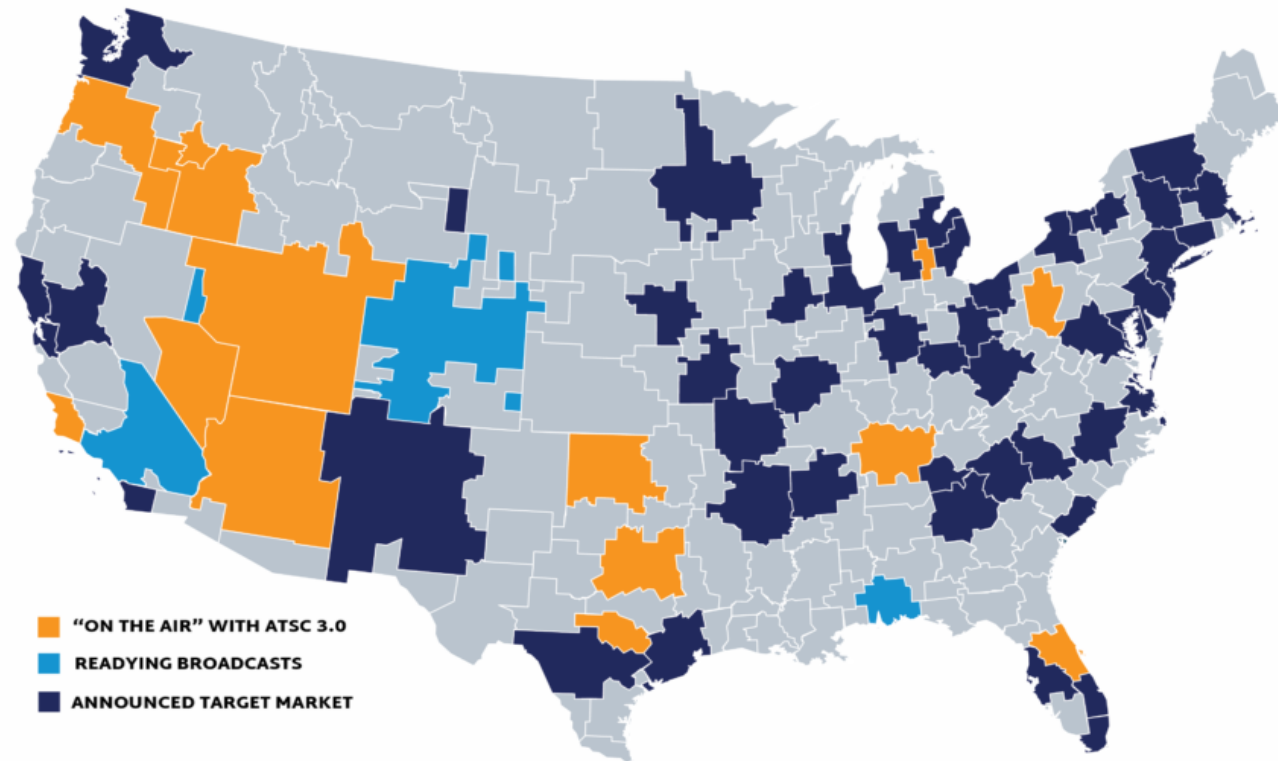 "ON THE AIR" WITH ATSC 3.0
READYING BROADCASTS
ANNOUNCED TARGET MARKET